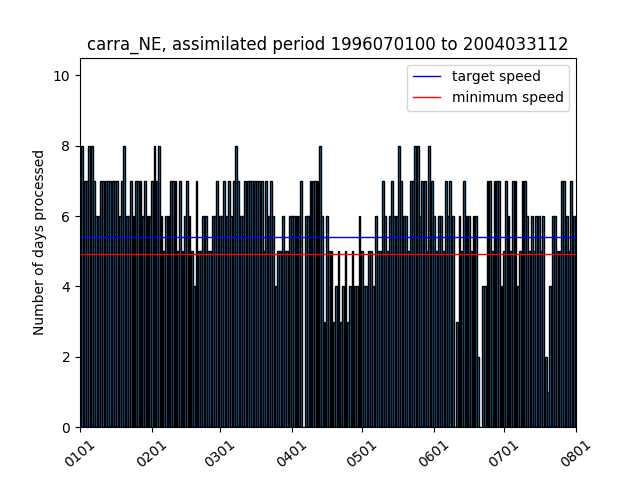 carra_NE, assimilated period 1996070100 to 2004033112
target speed
minimum speed
Number of days processed
10
8
6
4
2
0
0101 0201 0301 0401 0501 0601 0701 0801